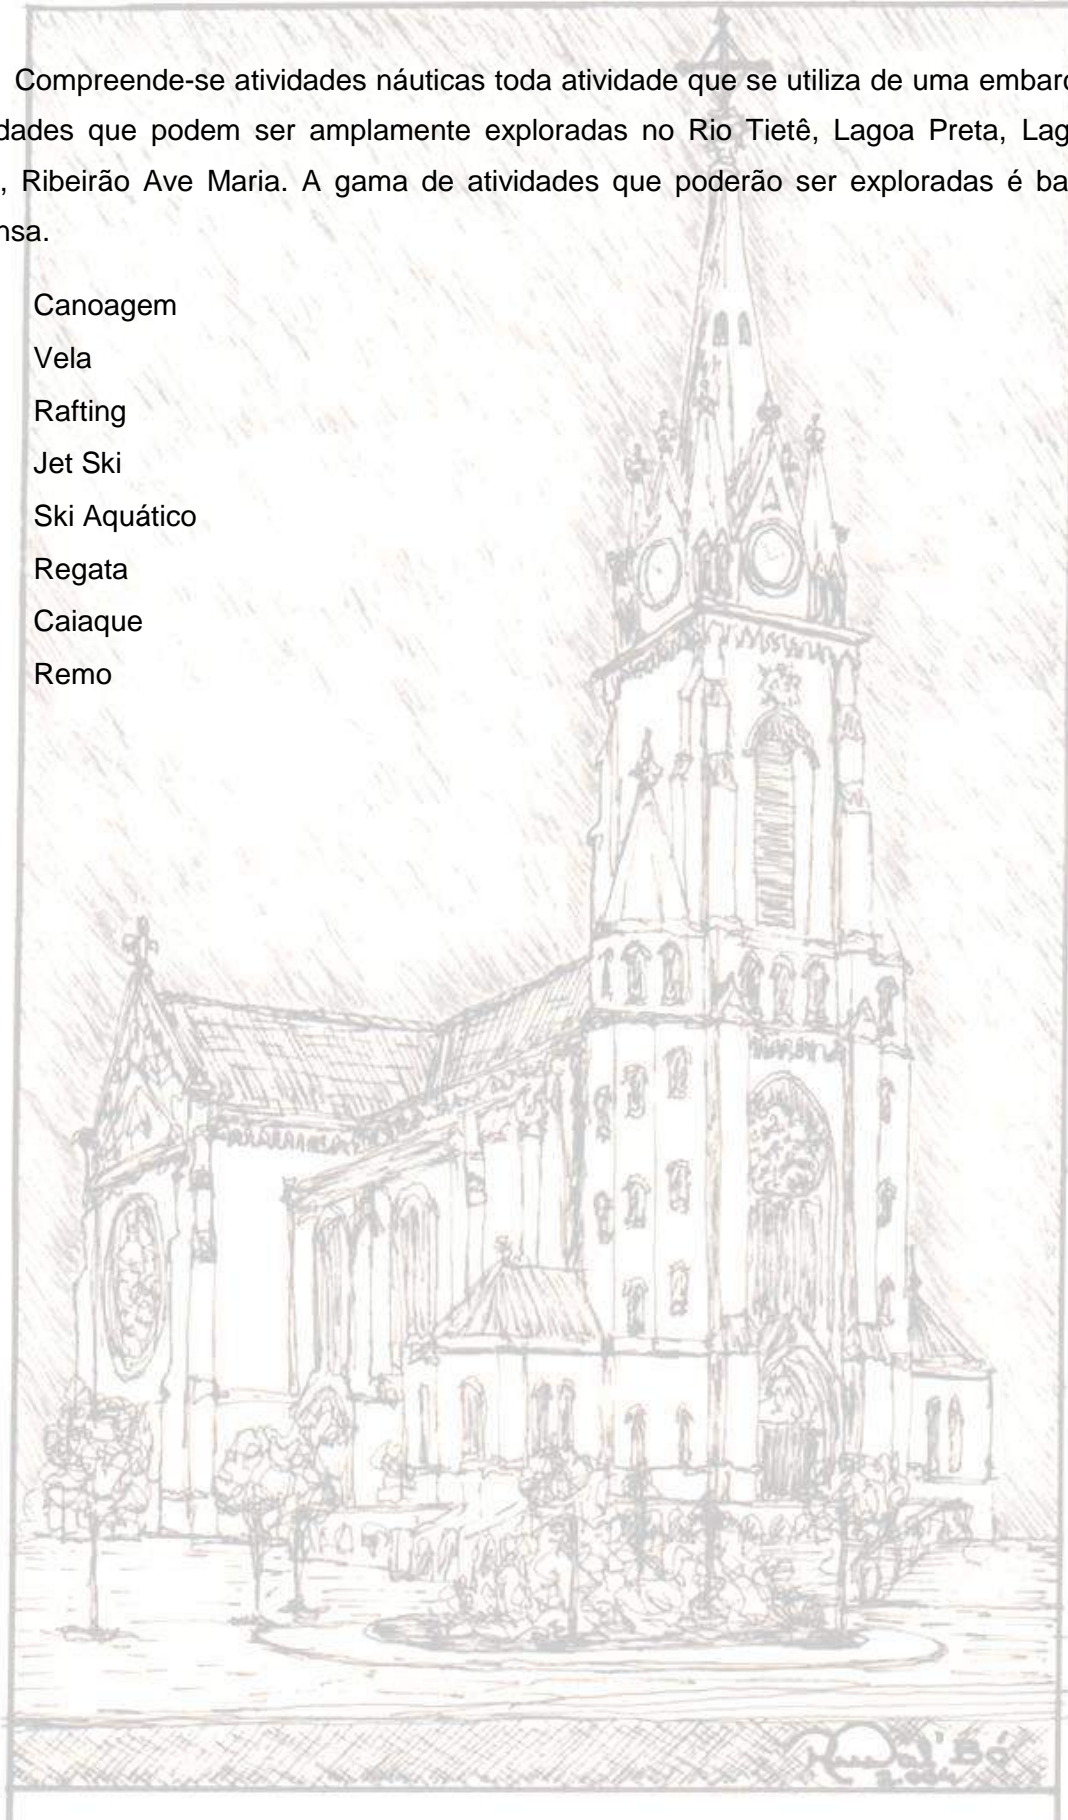 Compreende-se atividades náuticas toda atividade que se utiliza de uma embarc
dades que podem ser amplamente exploradas no Rio Tietê, Lagoa Preta, Lag
, Ribeirão Ave Maria. A gama de atividades que poderão ser exploradas é ba
nsa.
Canoagem
Vela
Rafting
Jet Ski
Ski Aquático
Regata
Caiaque
Remo